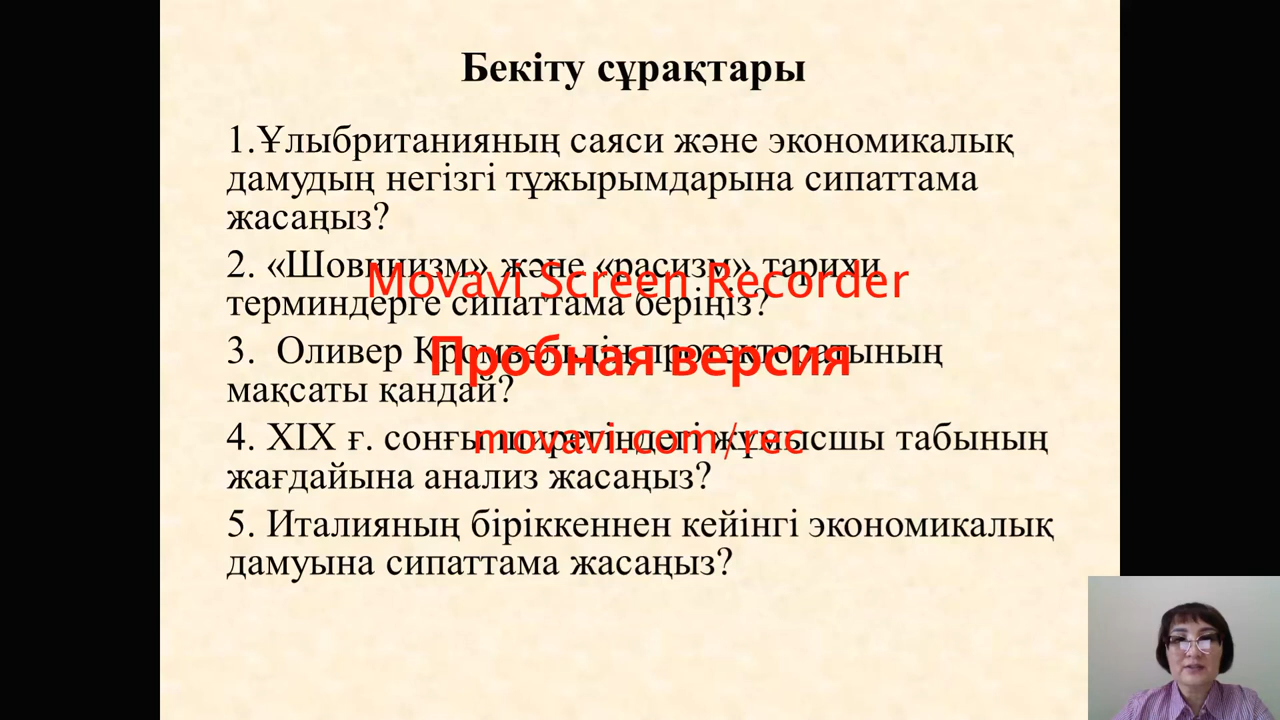 Бекіту сұрақтары
1.Ұлыбританияның саяси және экономикалық
дамудың негізгі тұжырымдарына сипаттама
жасаңыз?
2. «Шовинизм» және «расизм» тарихи
Movavi Screen Recorder
терминдерге сипаттама беріңіз?
3. Оливер Кромвельдің протекторатының
Пробная версия
мақсаты қандай?
4. XIX ғ. соңғы ширегіндегі жұмысшы табының
movavi.com/rec
жағдайына анализ жасаңыз?
5. Италияның біріккеннен кейінгі экономикалық
дамуына сипаттама жасаңыз?